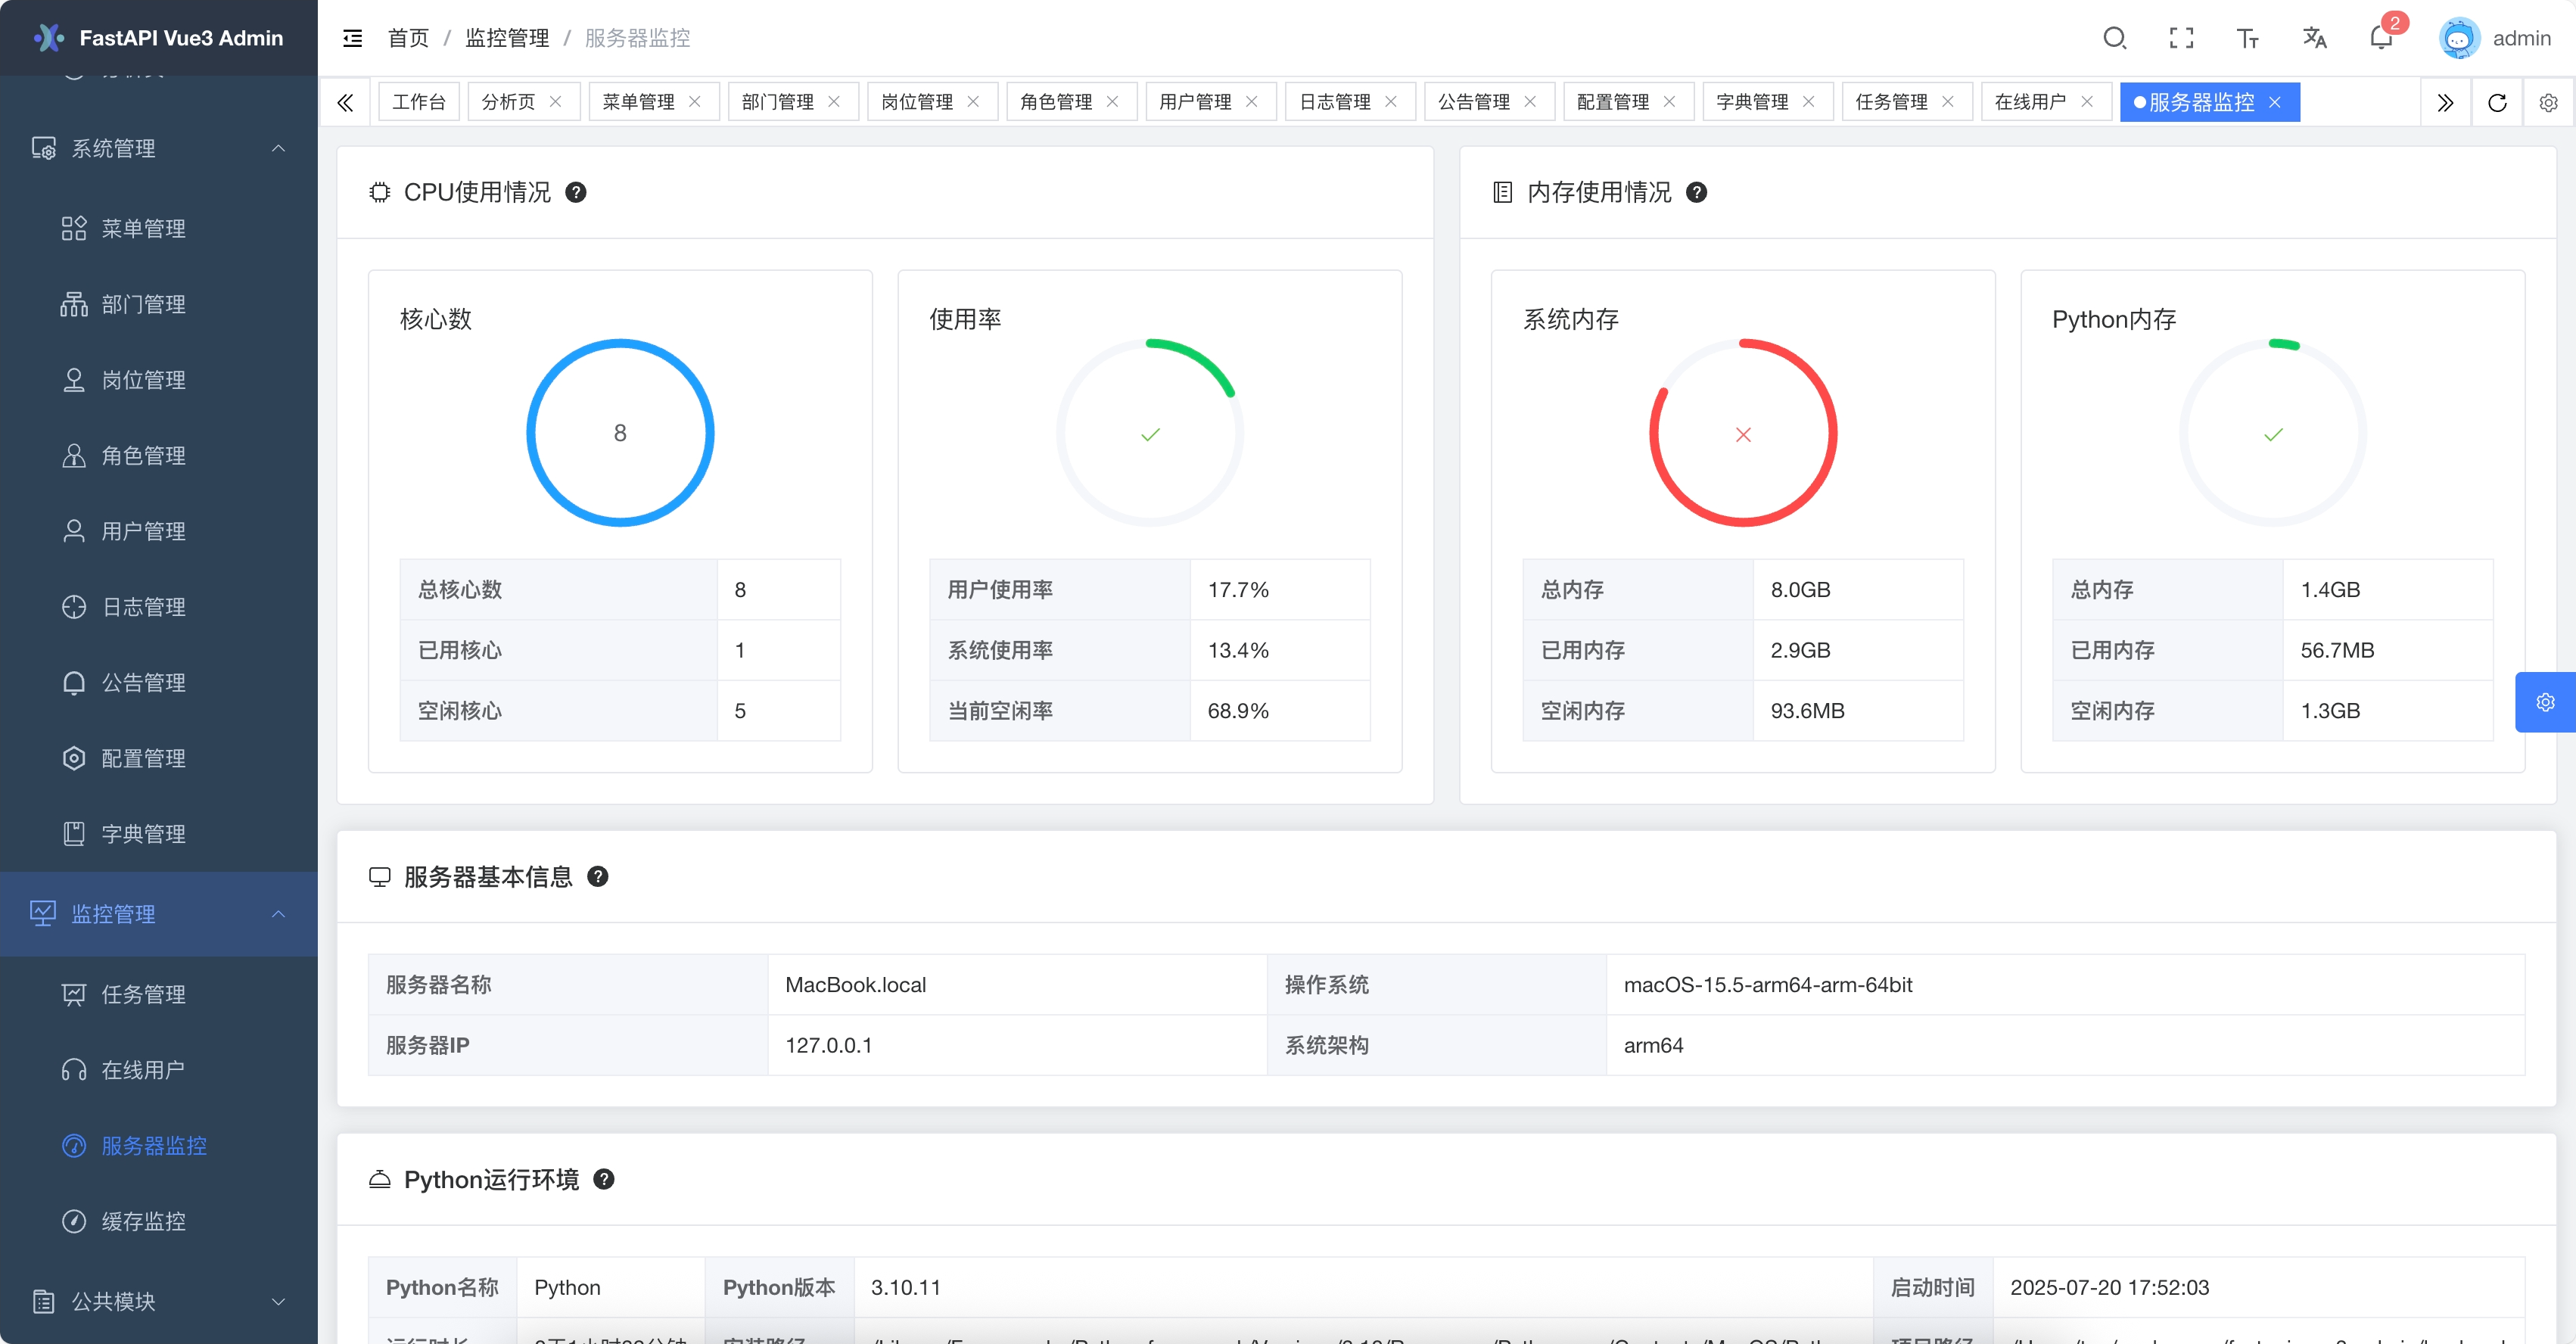 FastAPI Vue3 Admin
首页 / 监控管理 / 服务器监控
2
admin
工作台
分析页
菜单管理
部门管理
岗位管理
角色管理
用户管理
日志管理
公告管理
配置管理
字典管理
任务管理
在线用户
服务器监控
系统管理
菜单管理
部门管理
岗位管理
角色管理
用户管理
日志管理
公告管理
配置管理
字典管理
监控管理
任务管理
在线用户
服务器监控
缓存监控
公共模块
CPU使用情况
核心数
8
总核心数 8
已用核心 1
空闲核心 5
使用率
用户使用率 17.7%
系统使用率 13.4%
当前空闲率 68.9%
内存使用情况
系统内存
总内存 8.0GB
已用内存 2.9GB
空闲内存 93.6MB
Python内存
总内存 1.4GB
已用内存 56.7MB
空闲内存 1.3GB
服务器基本信息
服务器名称 MacBook.local 操作系统 macOS-15.5-arm64-arm-64bit
服务器IP 127.0.0.1 系统架构 arm64
Python运行环境
Python名称 Python Python版本 3.10.11 启动时间 2025-07-20 17:52:03